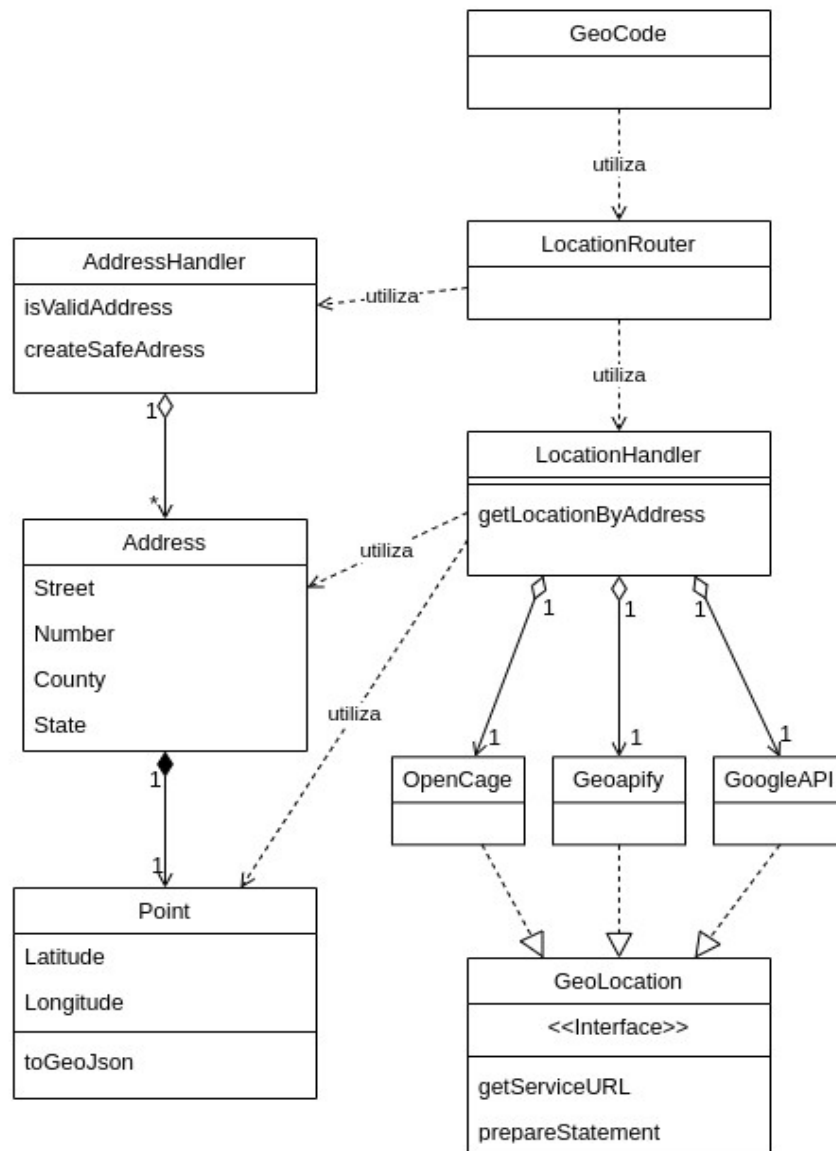 GeoCode
utiliza
LocationRouter
AddressHandler
isValidAddress
createSafeAdress
utiliza
utiliza
1
*
LocationHandler
getLocationByAddress
Address
Street
Number
County
State
utiliza
utiliza
1
1
1
1
1
1
OpenCage
Geoapify
GoogleAPI
1
1
Point
Latitude
Longitude
toGeoJson
GeoLocation
<<Interface>>
getServiceURL
prepareStatement